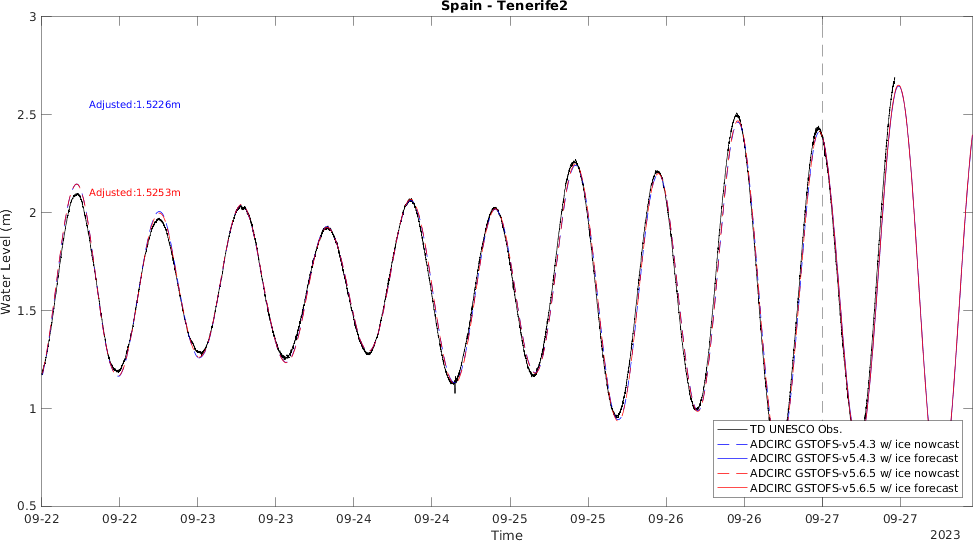 Spain - Tenerife2
3
2.5
2
1.5
1
0.5
Water Level (m)
Adjusted:1.5226m
Adjusted:1.5253m
TD UNESCO Obs.
ADCIRC GSTOFS-v5.4.3 w/ ice nowcast
ADCIRC GSTOFS-v5.4.3 w/ ice forecast
ADCIRC GSTOFS-v5.6.5 w/ ice nowcast
ADCIRC GSTOFS-v5.6.5 w/ ice forecast
09-22 09-22 09-23 09-23 09-24 09-24 09-25 09-25 09-26 09-26 09-27 09-27
Time
2023